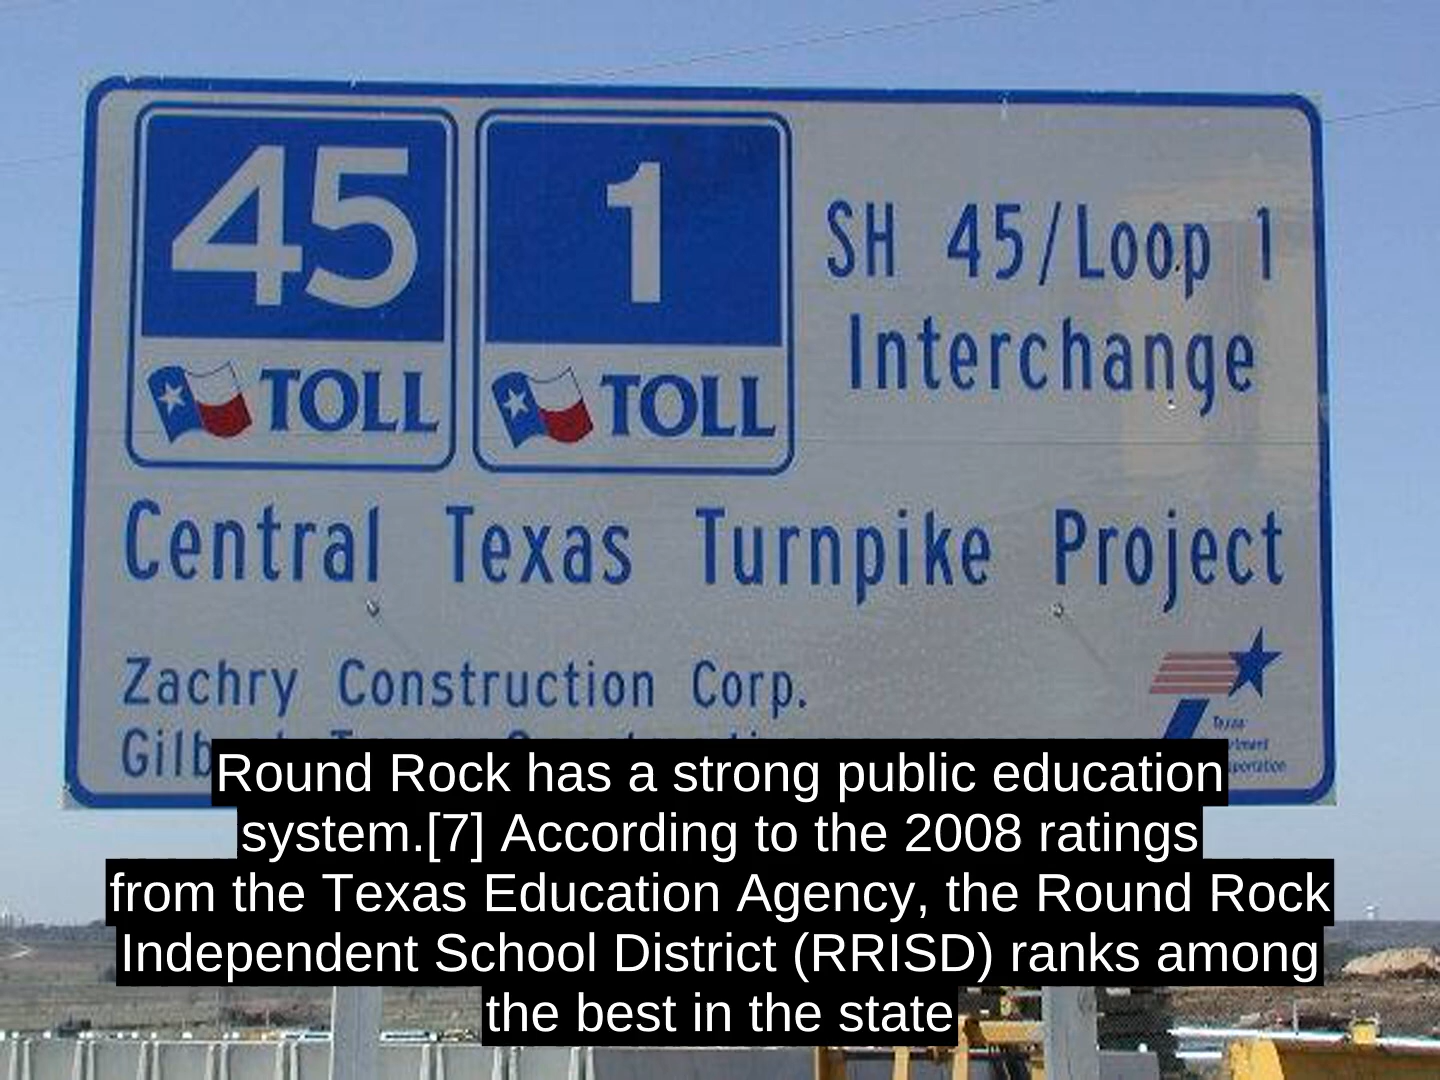 45
1
SH 45/Loop 1
Interchange
TOLL
TOLL
Central Texas Turnpike Project
Zachry Construction Corp.
Texas
Round Rock has a strong public education
system.[7] According to the 2008 ratings
from the Texas Education Agency, the Round Rock
Independent School District (RRISD) ranks among
the best in the state